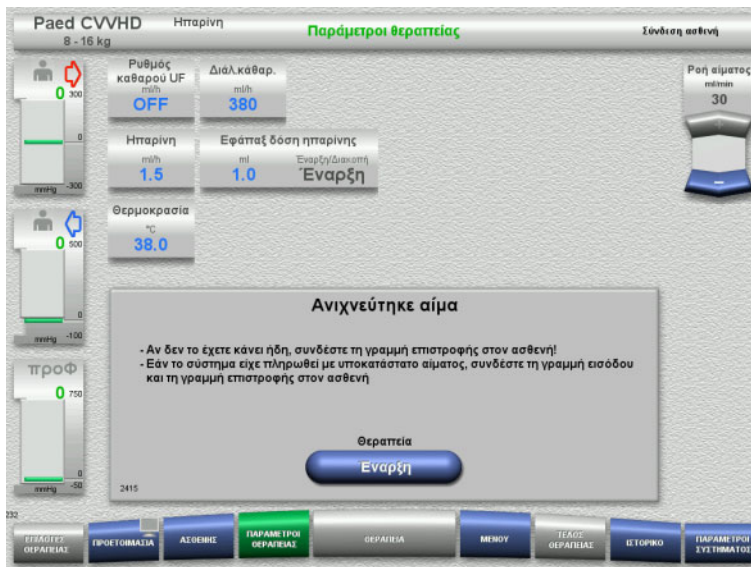 Paed CVVHD Ηπαρίνη
8 - 16 kg
Παράμετροι θεραπείας
Σύνδεση ασθενή
0 300
0
mmHg -300
Ρυθμός καθαρού UF
ml/h
OFF
Διάλ.κάθαρ.
ml/h
380
Ροή αίματος
ml/min
30
Ηπαρίνη
ml/h
1.5
Εφάπαξ δόση ηπαρίνης
ml Έναρξη/Διακοπή
1.0 Έναρξη
Θερμοκρασία
°C
38.0
0 500
0
mmHg -100
προΦ
0 750
0
mmHg -50
Ανιχνεύτηκε αίμα
- Αν δεν το έχετε κάνει ήδη, συνδέστε τη γραμμή επιστροφής στον ασθενή!
- Εάν το σύστημα είχε πληρωθεί με υποκατάστατο αίματος, συνδέστε τη γραμμή εισόδου
και τη γραμμή επιστροφής στον ασθενή
Θεραπεία
Έναρξη
2415
232
ΕΠΙΛΟΓΕΣ ΘΕΡΑΠΕΙΑΣ
ΠΡΟΕΤΟΙΜΑΣΙΑ
ΑΣΘΕΝΗΣ
ΠΑΡΑΜΕΤΡΟΙ ΘΕΡΑΠΕΙΑΣ
ΘΕΡΑΠΕΙΑ
ΜΕΝΟΥ
ΤΕΛΟΣ ΘΕΡΑΠΕΙΑΣ
ΙΣΤΟΡΙΚΟ
ΠΑΡΑΜΕΤΡΟΙ ΣΥΣΤΗΜΑΤΟΣ